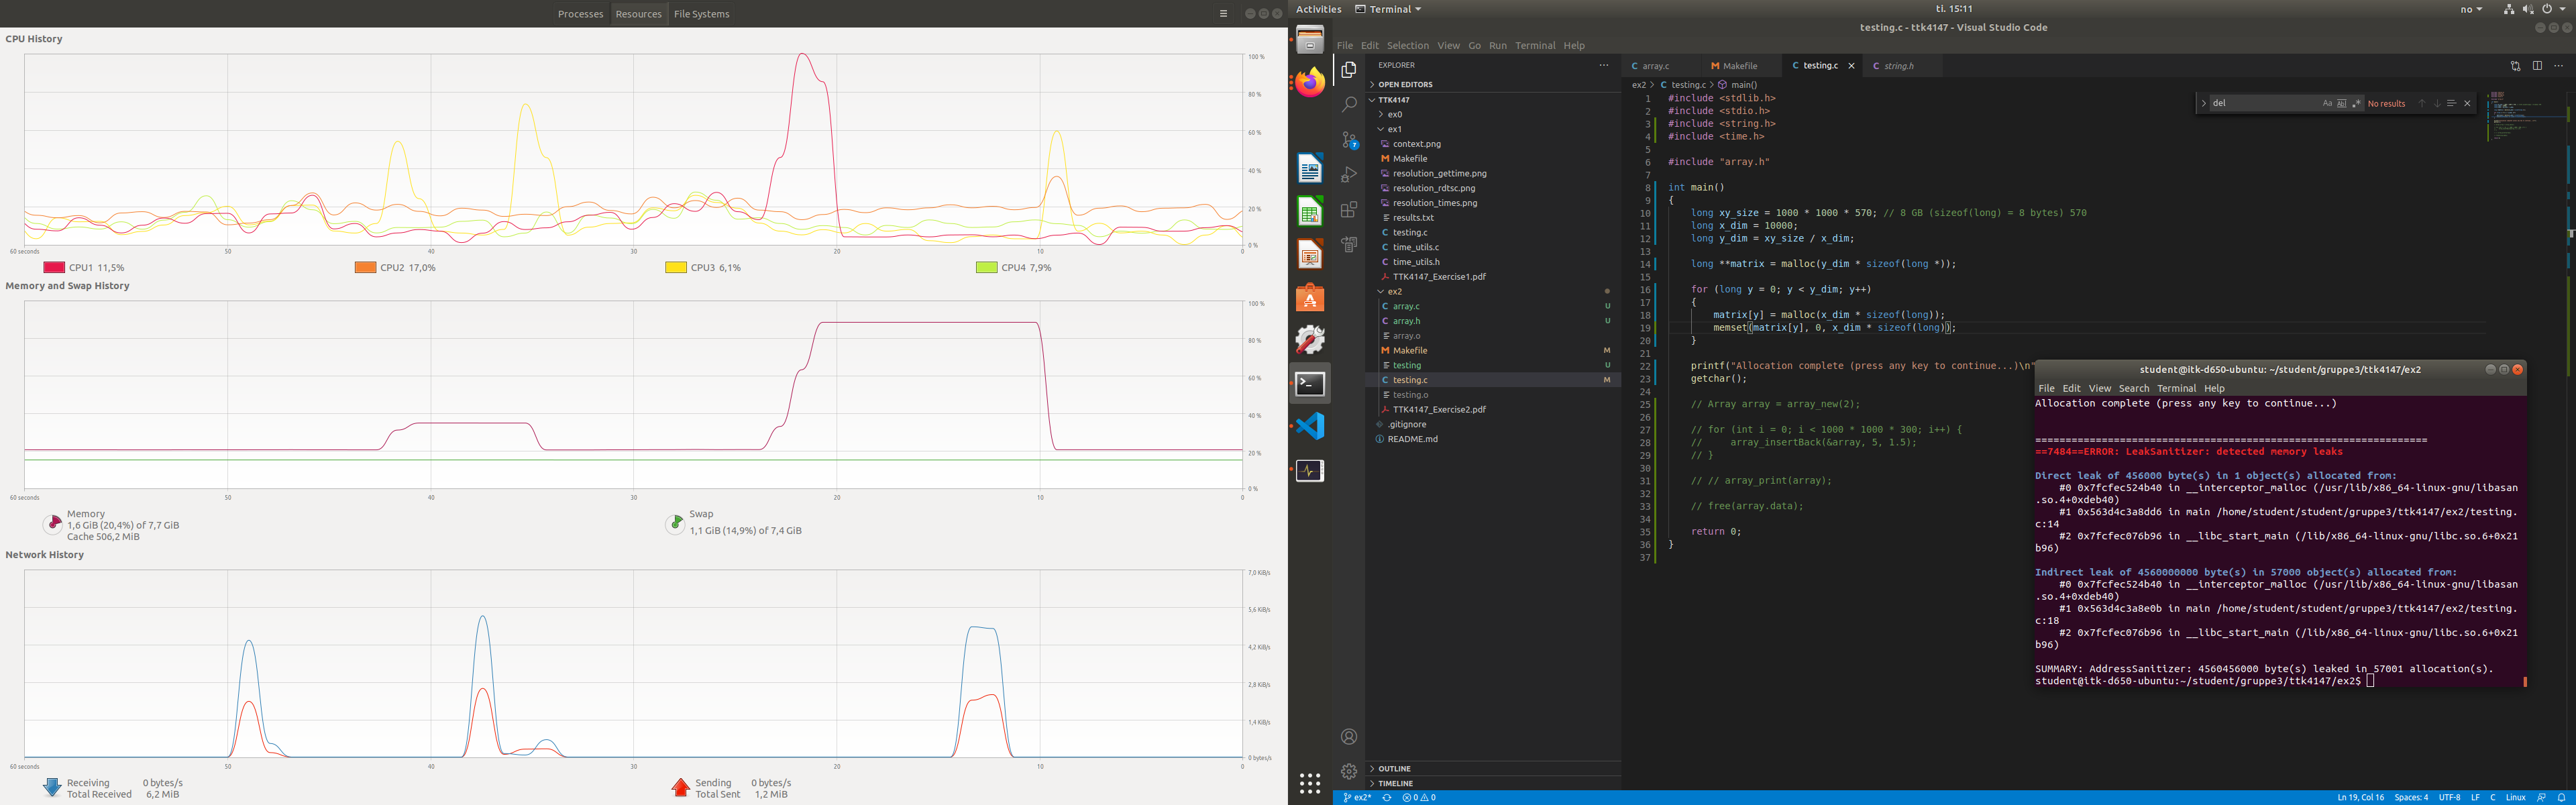 Processes Resources File Systems
CPU History
100 %
80 %
60 %
40 %
20 %
0 %
60 seconds 50 40 30 20 10 0
CPU1 11,5% CPU2 17,0% CPU3 6,1% CPU4 7,9%
Memory and Swap History
100 %
80 %
60 %
40 %
20 %
0 %
60 seconds 50 40 30 20 10 0
Memory
1,6 GiB (20,4%) of 7,7 GiB
Cache 506,2 MiB
Swap
1,1 GiB (14,9%) of 7,4 GiB
Network History
7,0 KiB/s
5,6 KiB/s
4,2 KiB/s
2,8 KiB/s
1,4 KiB/s
0 bytes/s
60 seconds 50 40 30 20 10 0
Receiving 0 bytes/s
Total Received 6,2 MiB
Sending 0 bytes/s
Total Sent 1,2 MiB
Activities Terminal ti. 15:11 no
testing.c - ttk4147 - Visual Studio Code
File Edit Selection View Go Run Terminal Help
EXPLORER
OPEN EDITORS
TTK4147
ex0
ex1
context.png
Makefile
resolution_gettime.png
resolution_rdtsc.png
resolution_times.png
results.txt
testing.c
time_utils.c
time_utils.h
TTK4147_Exercise1.pdf
ex2
array.c U
array.h U
array.o
Makefile M
testing U
testing.c M
testing.o
TTK4147_Exercise2.pdf
.gitignore
README.md
OUTLINE
TIMELINE
7
array.c Makefile testing.c string.h
ex2 > testing.c > main()
del Aa Abl .* No results
1 #include <stdlib.h>
2 #include <stdio.h>
3 #include <string.h>
4 #include <time.h>
5
6 #include "array.h"
7
8 int main()
9 {
10 long xy_size = 1000 * 1000 * 570; // 8 GB (sizeof(long) = 8 bytes) 570
11 long x_dim = 10000;
12 long y_dim = xy_size / x_dim;
13
14 long **matrix = malloc(y_dim * sizeof(long *));
15
16 for (long y = 0; y < y_dim; y++)
17 {
18 matrix[y] = malloc(x_dim * sizeof(long));
19 memset(matrix[y], 0, x_dim * sizeof(long));
20 }
21
22 printf("Allocation complete (press any key to continue...)\n"
23 getchar();
24
25 // Array array = array_new(2);
26
27 // for (int i = 0; i < 1000 * 1000 * 300; i++) {
28 // array_insertBack(&array, 5, 1.5);
29 // }
30
31 // // array_print(array);
32
33 // free(array.data);
34
35 return 0;
36 }
37
student@itk-d650-ubuntu: ~/student/gruppe3/ttk4147/ex2
File Edit View Search Terminal Help
Allocation complete (press any key to continue...)
=================================================================
==7484==ERROR: LeakSanitizer: detected memory leaks
Direct leak of 456000 byte(s) in 1 object(s) allocated from:
#0 0x7fcfec524b40 in __interceptor_malloc (/usr/lib/x86_64-linux-gnu/libasan
.so.4+0xdeb40)
#1 0x563d4c3a8dd6 in main /home/student/student/gruppe3/ttk4147/ex2/testing.
c:14
#2 0x7fcfec076b96 in __libc_start_main (/lib/x86_64-linux-gnu/libc.so.6+0x21
b96)
Indirect leak of 4560000000 byte(s) in 57000 object(s) allocated from:
#0 0x7fcfec524b40 in __interceptor_malloc (/usr/lib/x86_64-linux-gnu/libasan
.so.4+0xdeb40)
#1 0x563d4c3a8e0b in main /home/student/student/gruppe3/ttk4147/ex2/testing.
c:18
#2 0x7fcfec076b96 in __libc_start_main (/lib/x86_64-linux-gnu/libc.so.6+0x21
b96)
SUMMARY: AddressSanitizer: 4560456000 byte(s) leaked in 57001 allocation(s).
student@itk-d650-ubuntu:~/student/gruppe3/ttk4147/ex2$
ex2* 0 0 Ln 19, Col 16 Spaces: 4 UTF-8 LF C Linux